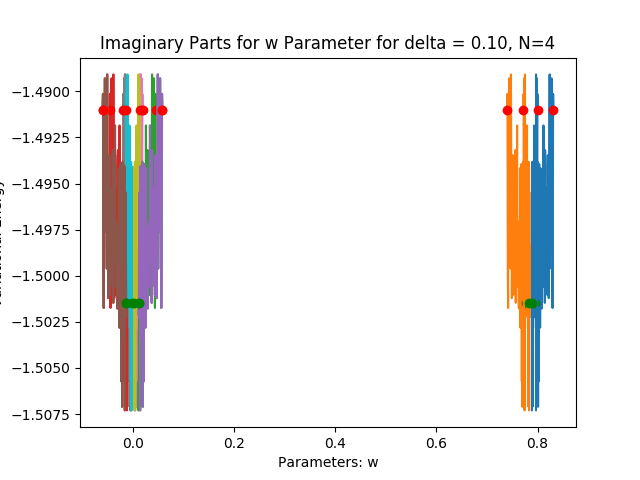 Imaginary Parts for w Parameter for delta = 0.10, N=4
−1.4900
−1.4925
−1.4950
−1.4975
−1.5000
−1.5025
−1.5050
−1.5075
0.0 0.2 0.4 0.6 0.8
Parameters: w